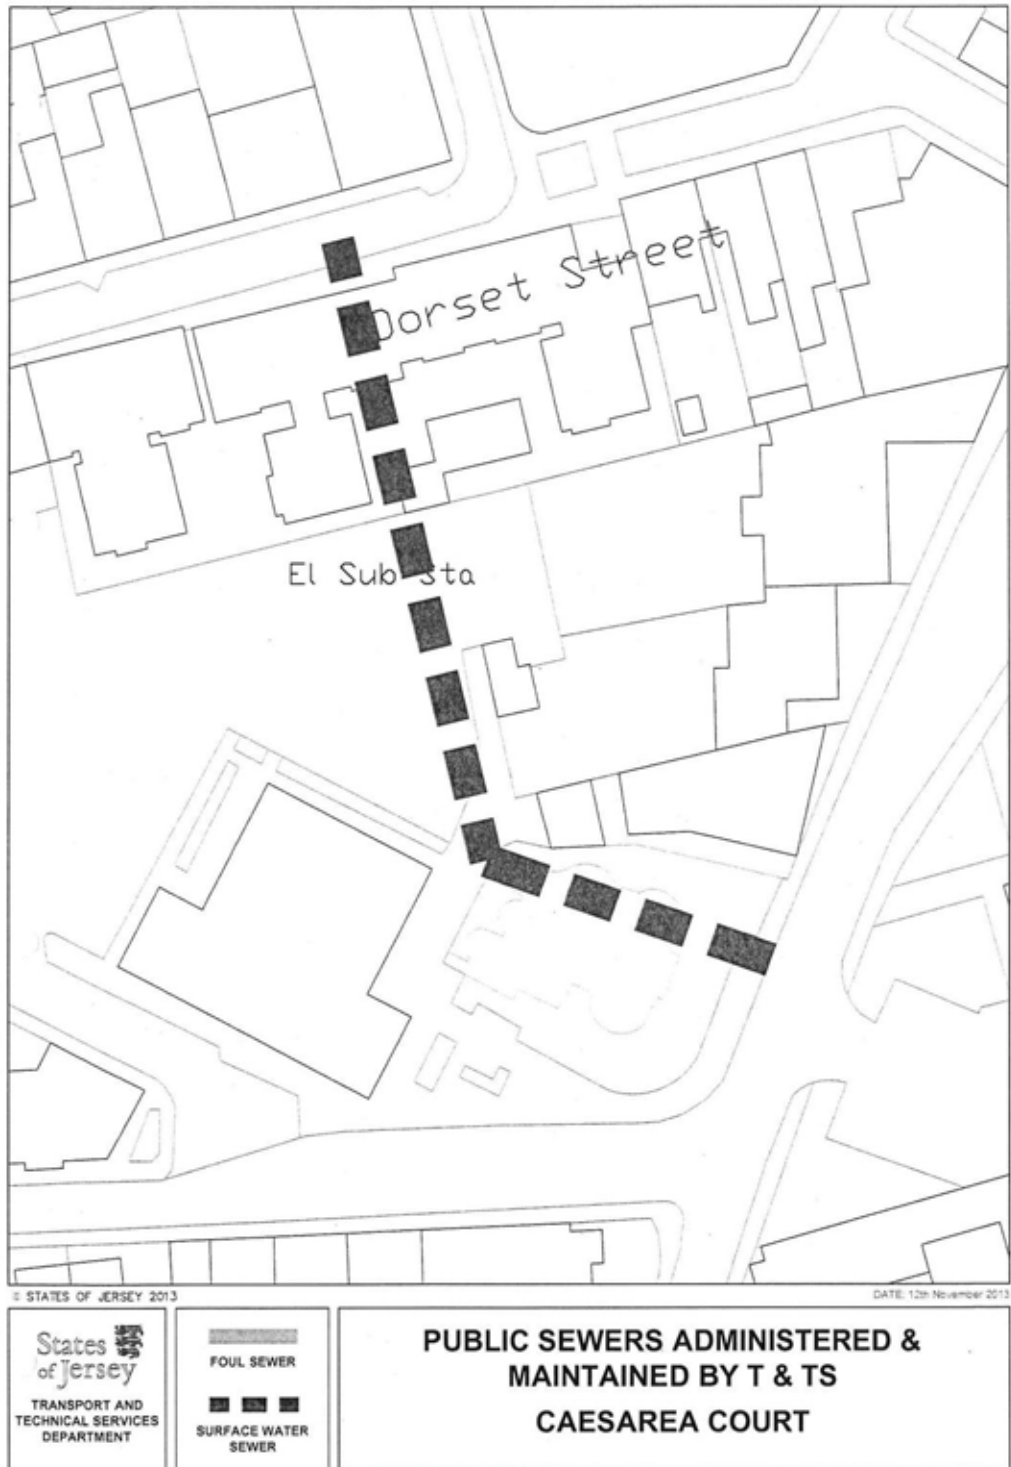 Dorset Street
El Sub Sta
© STATES OF JERSEY 2013
DATE: 12th November 2013
States
of Jersey
TRANSPORT AND
TECHNICAL SERVICES
DEPARTMENT
FOUL SEWER
SURFACE WATER
SEWER
PUBLIC SEWERS ADMINISTERED &
MAINTAINED BY T & TS
CAESAREA COURT